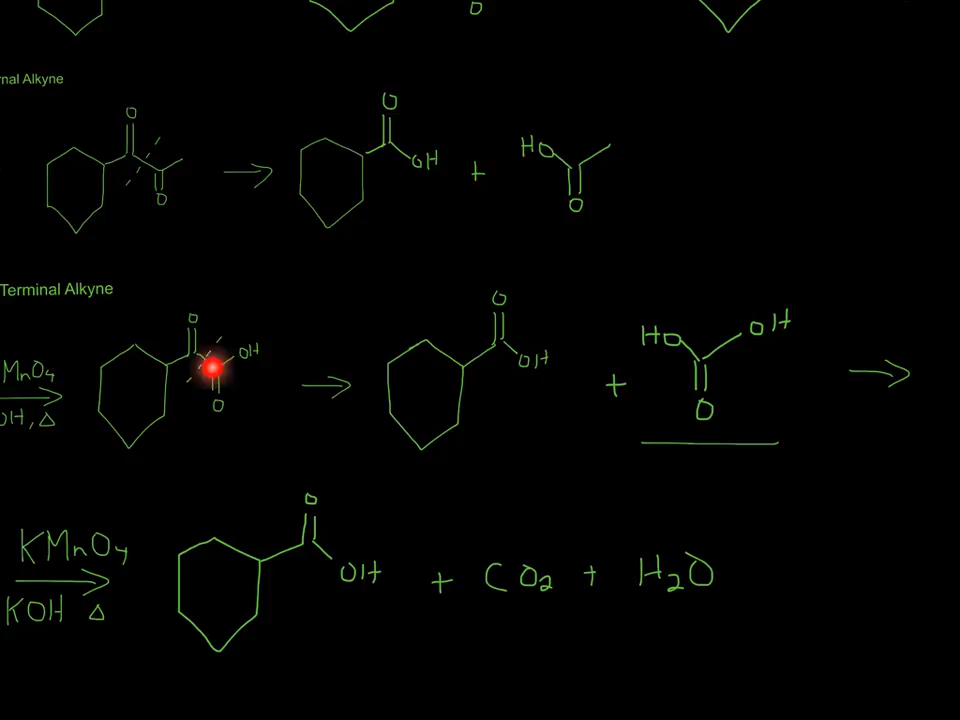 O
rnal Alkyne
O
O
O
OH
+
HO
O
Terminal Alkyne
MnO4
OH, Δ
O
OH
O
O
OH
+
HO
OH
O
KMnO4
KOH Δ
O
OH
+ CO2 + H2O